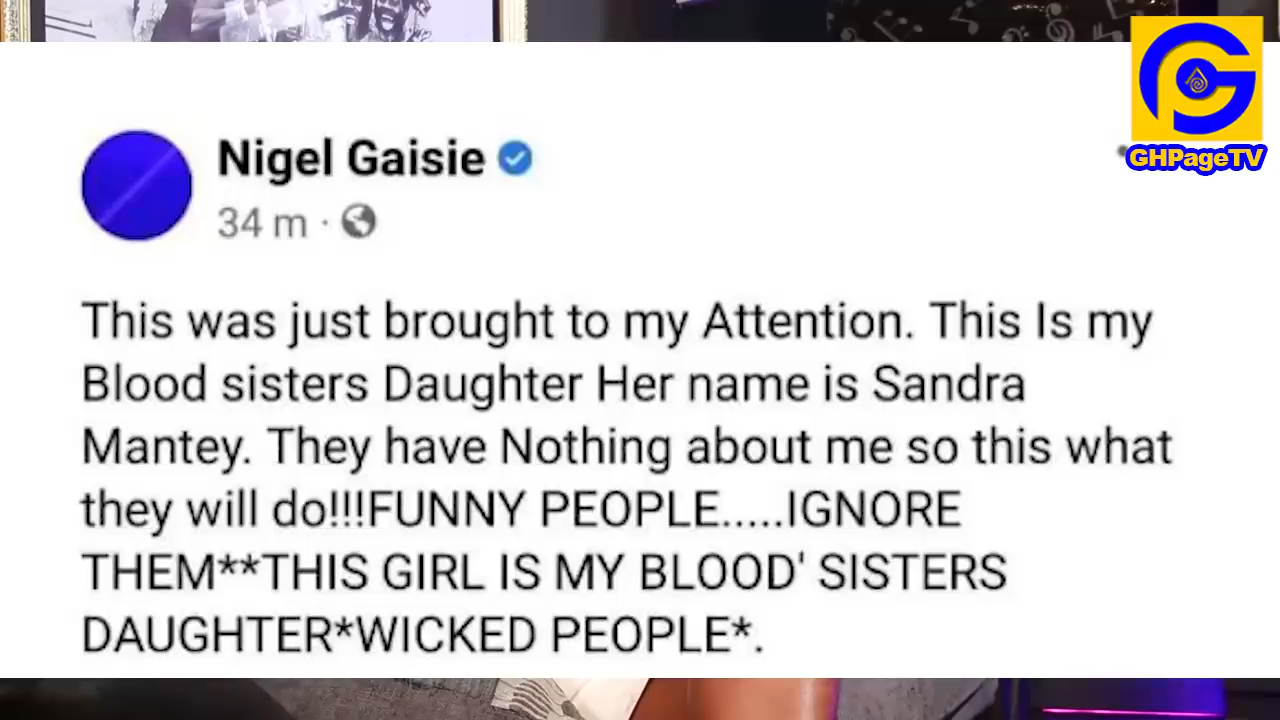 GHPageTV
Nigel Gaisie
34 m ·
This was just brought to my Attention. This Is my
Blood sisters Daughter Her name is Sandra
Mantey. They have Nothing about me so this what
they will do!!!FUNNY PEOPLE.....IGNORE
THEM**THIS GIRL IS MY BLOOD' SISTERS
DAUGHTER*WICKED PEOPLE*.